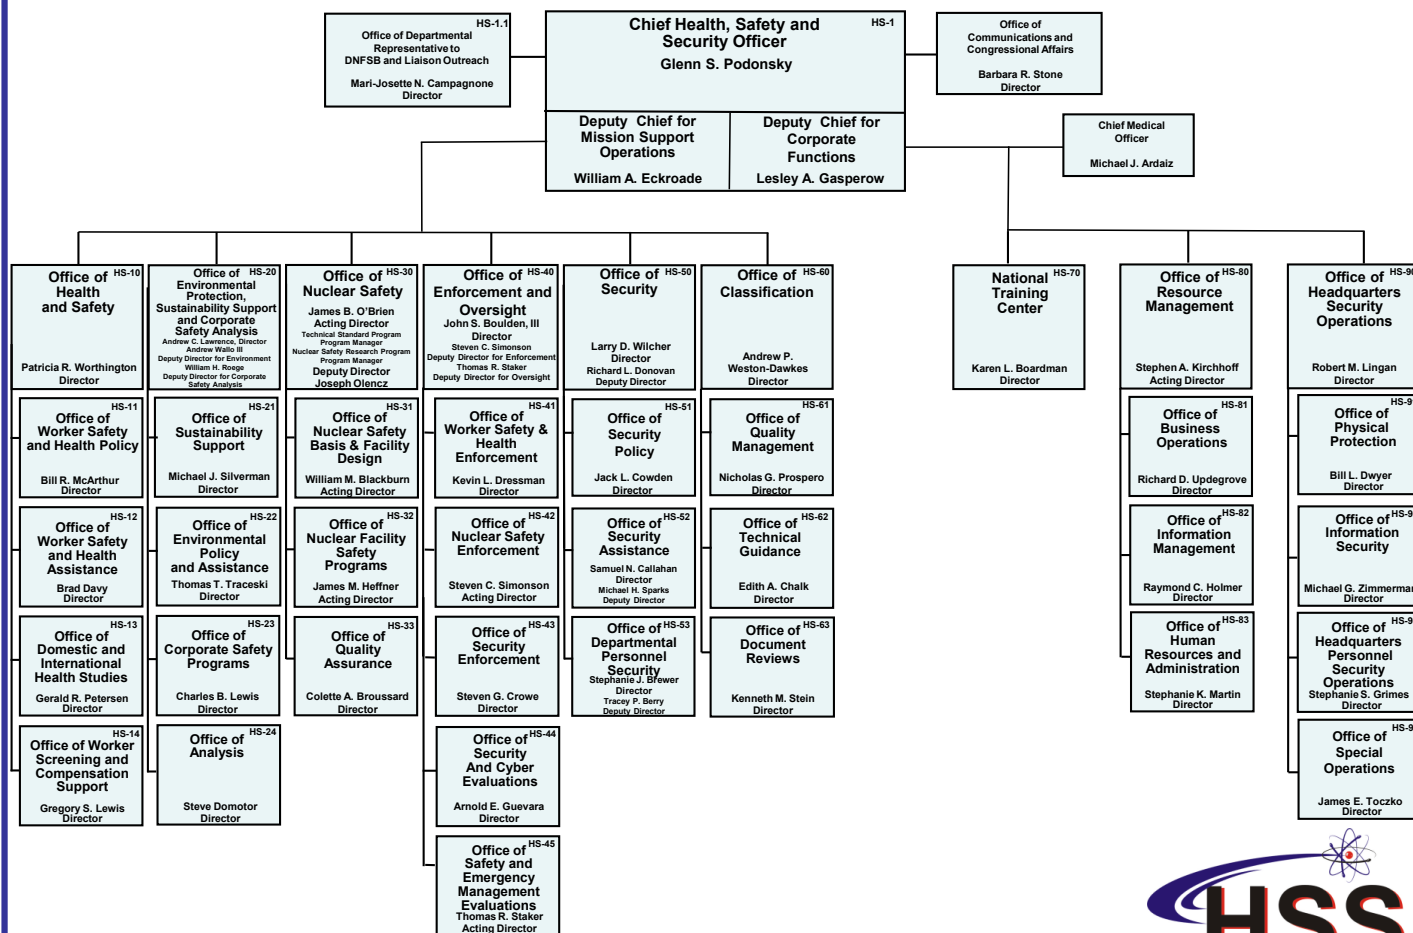 HS-1.1
Office of Departmental
Representative to
DNFSB and Liaison Outreach
Mari-Josette N. Campagnone
Director
Chief Health, Safety and
HS-1
Security Officer
Glenn S. Podonsky
Deputy Chief for
Mission Support
Operations
William A. Eckroade
Deputy Chief for
Corporate
Functions
Lesley A. Gasperow
Office of
Communications and
Congressional Affairs
Barbara R. Stone
Director
Chief Medical
Officer
Michael J. Ardaiz
Office of HS-10
Health
and Safety
Patricia R. Worthington
Director
HS-11
Office of
Worker Safety
and Health Policy
Bill R. McArthur
Director
HS-12
Office of
Worker Safety
and Health
Assistance
Brad Davy
Director
HS-13
Office of
Domestic and
International
Health Studies
Gerald R. Petersen
Director
HS-14
Office of Worker
Screening and
Compensation
Support
Gregory S. Lewis
Director
Office of HS-20
Environmental
Protection,
Sustainability Support
and Corporate
Safety Analysis
Andrew C. Lawrence, Director
Andrew Wallo III
Deputy Director for Environment
William H. Roege
Deputy Director for Corporate
Safety Analysis
HS-21
Office of
Sustainability
Support
Michael J. Silverman
Director
HS-22
Office of
Environmental
Policy
and Assistance
Thomas T. Traceski
Director
HS-23
Office of
Corporate Safety
Programs
Charles B. Lewis
Director
HS-24
Office of
Analysis
Steve Domotor
Director
Office of HS-30
Nuclear Safety
James B. O’Brien
Acting Director
Technical Standard Program
Program Manager
Nuclear Safety Research Program
Program Manager
Deputy Director
Joseph Olencz
HS-31
Office of
Nuclear Safety
Basis & Facility
Design
William M. Blackburn
Acting Director
HS-32
Office of
Nuclear Facility
Safety
Programs
James M. Heffner
Acting Director
HS-33
Office of
Quality
Assurance
Colette A. Broussard
Director
Office of HS-40
Enforcement and
Oversight
John S. Boulden, III
Director
Steven C. Simonson
Deputy Director for Enforcement
Thomas R. Staker
Deputy Director for Oversight
HS-41
Office of
Worker Safety &
Health
Enforcement
Kevin L. Dressman
Director
HS-42
Office of
Nuclear Safety
Enforcement
Steven C. Simonson
Acting Director
HS-43
Office of
Security
Enforcement
Steven G. Crowe
Director
Office of HS-44
Security
And Cyber
Evaluations
Arnold E. Guevara
Director
Office of HS-45
Safety and
Emergency
Management
Evaluations
Thomas R. Staker
Acting Director
Office of HS-50
Security
Larry D. Wilcher
Director
Richard L. Donovan
Deputy Director
HS-51
Office of
Security
Policy
Jack L. Cowden
Director
Office of HS-52
Security
Assistance
Samuel N. Callahan
Director
Michael H. Sparks
Deputy Director
Office of HS-53
Departmental
Personnel
Security
Stephanie J. Brewer
Director
Tracey P. Berry
Deputy Director
Office of HS-60
Classification
Andrew P.
Weston-Dawkes
Director
HS-61
Office of
Quality
Management
Nicholas G. Prospero
Director
HS-62
Office of
Technical
Guidance
Edith A. Chalk
Director
Office of HS-63
Document
Reviews
Kenneth M. Stein
Director
National HS-70
Training
Center
Karen L. Boardman
Director
Office of HS-80
Resource
Management
Stephen A. Kirchhoff
Acting Director
HS-81
Office of
Business
Operations
Richard D. Updegrove
Director
HS-82
Office of
Information
Management
Raymond C. Holmer
Director
HS-83
Office of
Human
Resources and
Administration
Stephanie K. Martin
Director
Office of HS-90
Headquarters
Security
Operations
Robert M. Lingan
Director
HS-9
Office of
Physical
Protection
Bill L. Dwyer
Director
Office of HS-9
Information
Security
Michael G. Zimmerman
Director
Office of HS-9
Headquarters
Personnel
Security
Operations
Stephanie S. Grimes
Director
Office of HS-9
Special
Operations
James E. Toczko
Director
HSS